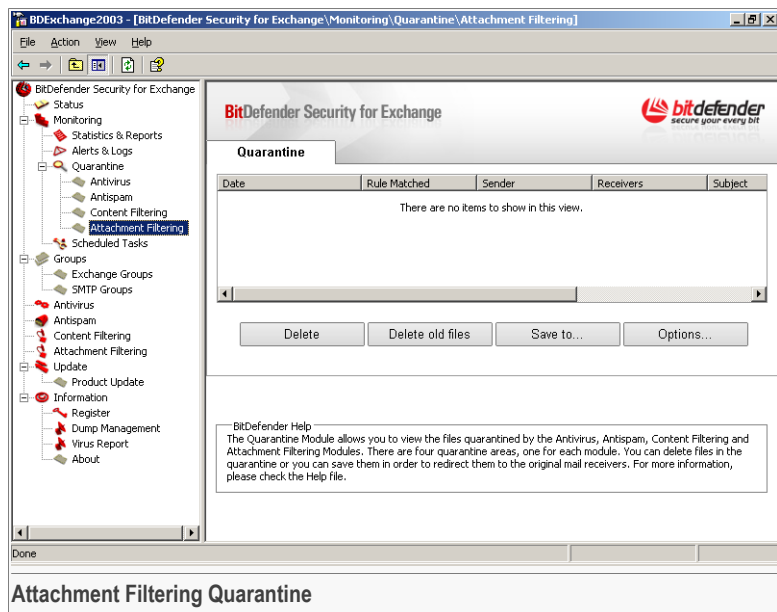 BDExchange2003 - [BitDefender Security for Exchange\Monitoring\Quarantine\Attachment Filtering]
File Action View Help
BitDefender Security for Exchange
Status
Monitoring
Statistics & Reports
Alerts & Logs
Quarantine
Antivirus
Antispam
Content Filtering
Attachment Filtering
Scheduled Tasks
Groups
Exchange Groups
SMTP Groups
Antivirus
Antispam
Content Filtering
Attachment Filtering
Update
Product Update
Information
Register
Dump Management
Virus Report
About
BitDefender Security for Exchange
bitdefender
secure your every bit
Quarantine
Date Rule Matched Sender Receivers Subject
There are no items to show in this view.
Delete Delete old files Save to... Options...
BitDefender Help
The Quarantine Module allows you to view the files quarantined by the Antivirus, Antispam, Content Filtering and
Attachment Filtering Modules. There are four quarantine areas, one for each module. You can delete files in the
quarantine or you can save them in order to redirect them to the original mail receivers. For more information,
please check the Help file.
Done
Attachment Filtering Quarantine